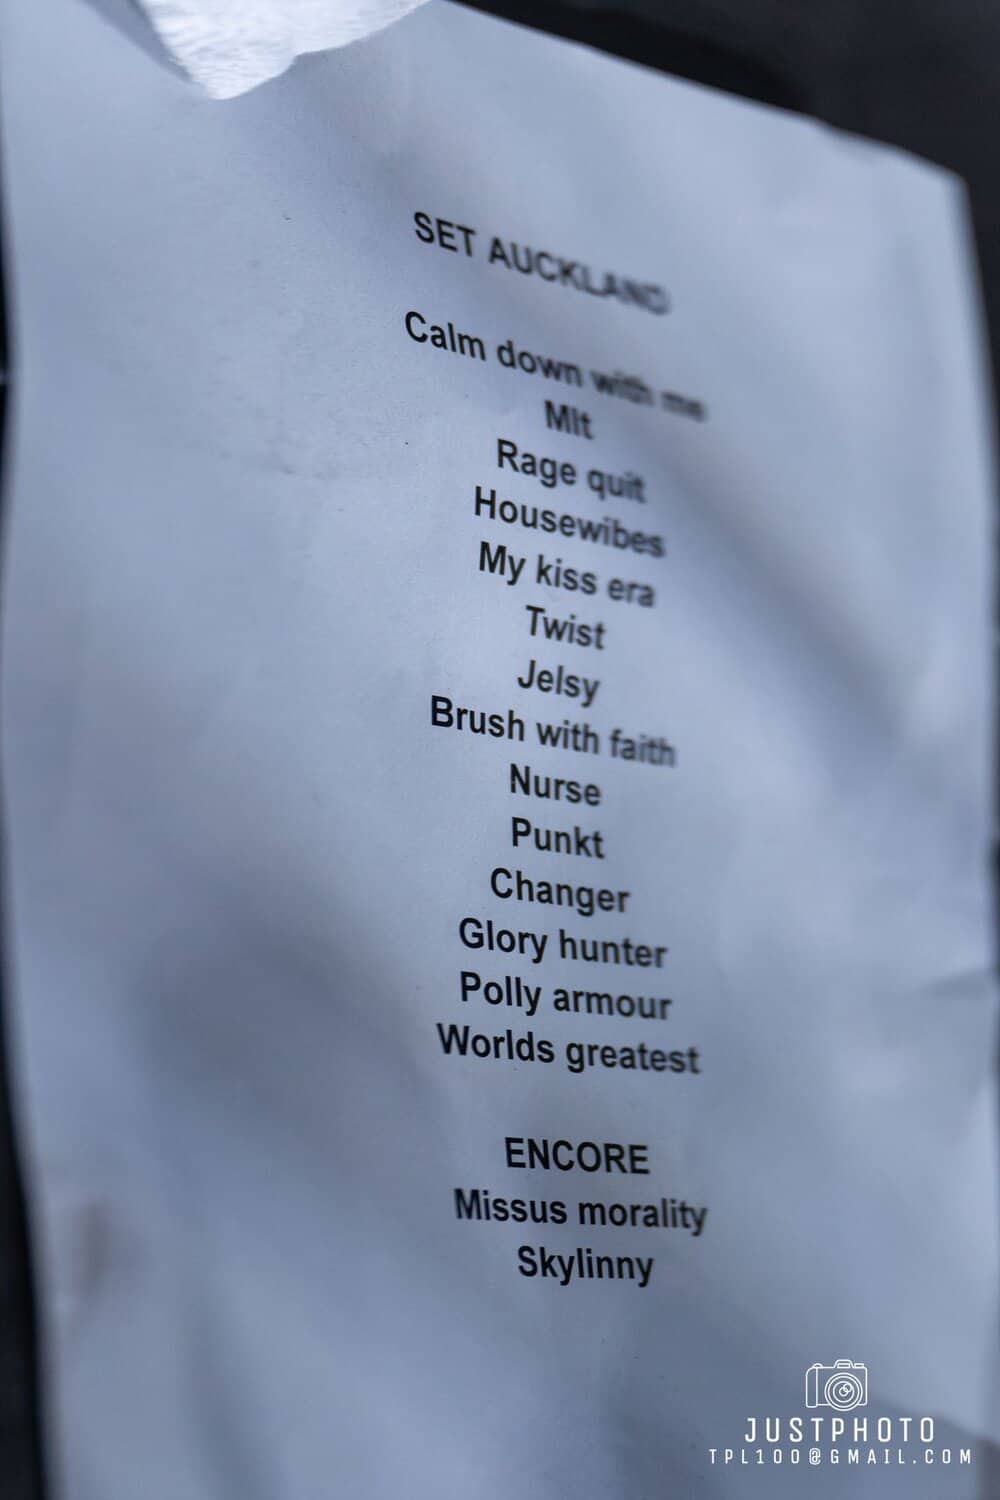 SET AUCKLAND
Calm down with me
Mlt
Rage quit
Housewibes
My kiss era
Twist
Jelsy
Brush with faith
Nurse
Punkt
Changer
Glory hunter
Polly armour
Worlds greatest
ENCORE
Missus morality
Skylinny
JUSTPHOTO
TPL100@GMAIL.COM